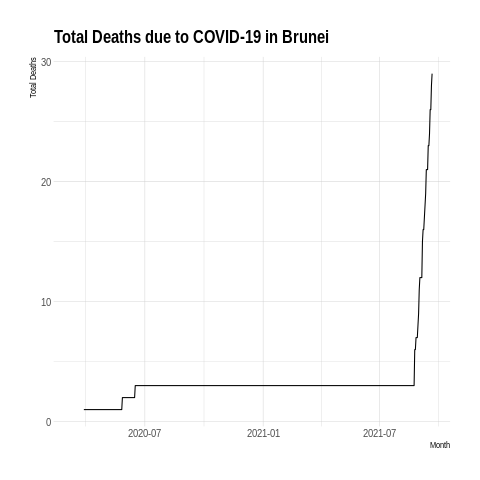 Total Deaths due to COVID-19 in Brunei
Total Deaths
30
20
10
0
2020-07
2021-01
2021-07
Month